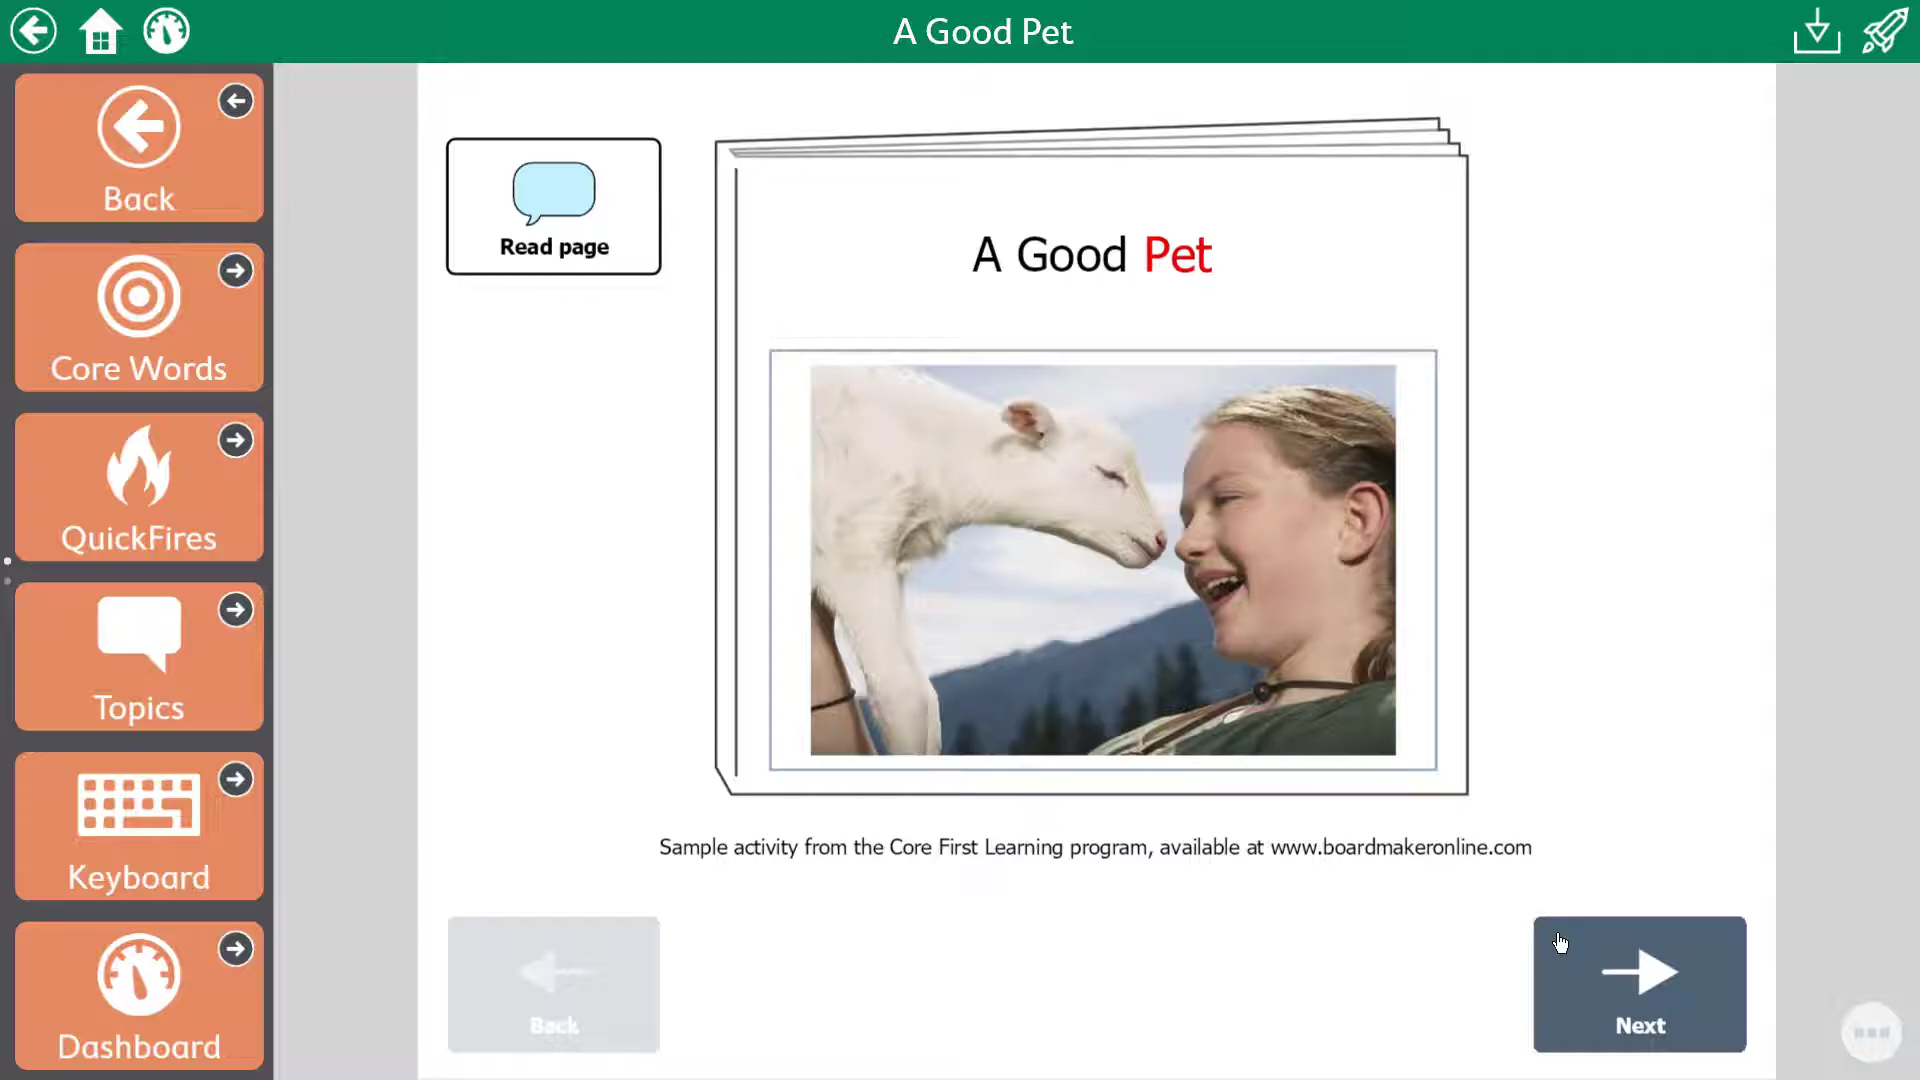 A Good Pet
Back
Core Words
QuickFires
Topics
Keyboard
Dashboard
Read page
A Good Pet
Sample activity from the Core First Learning program, available at www.boardmakeronline.com
Back
Next